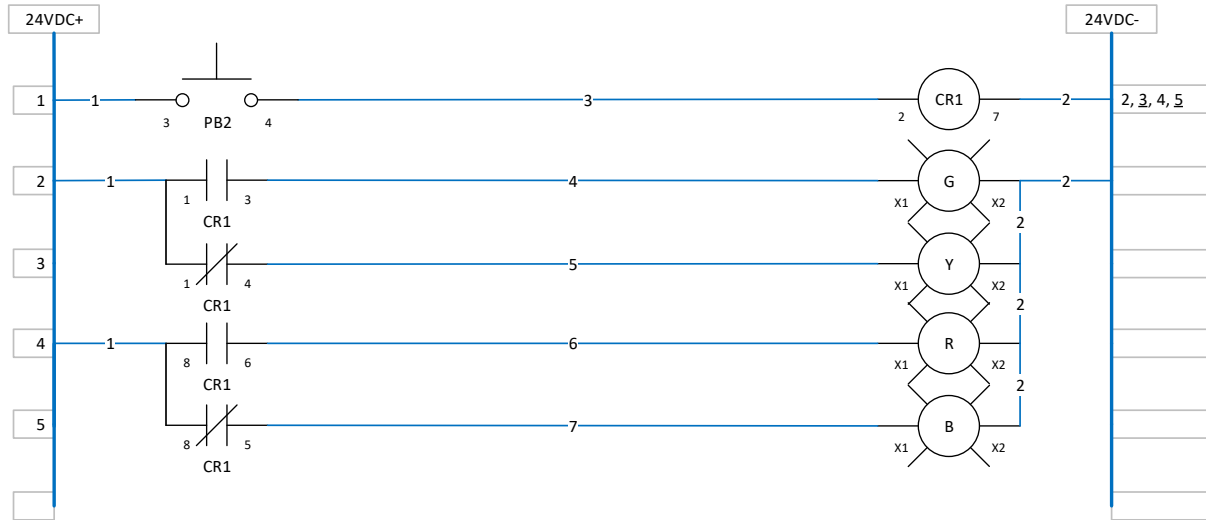 24VDC+ 24VDC-
1 1 3 CR1 2 2, 3, 4, 5
3 PB2 4 2 7
2 1 4 G 2
1 3 X1 X2
CR1 2
3 5 Y
1 4 X1 X2
CR1 2
4 1 6 R
8 6 X1 X2
CR1 2
5 7 B
8 5 X1 X2
CR1